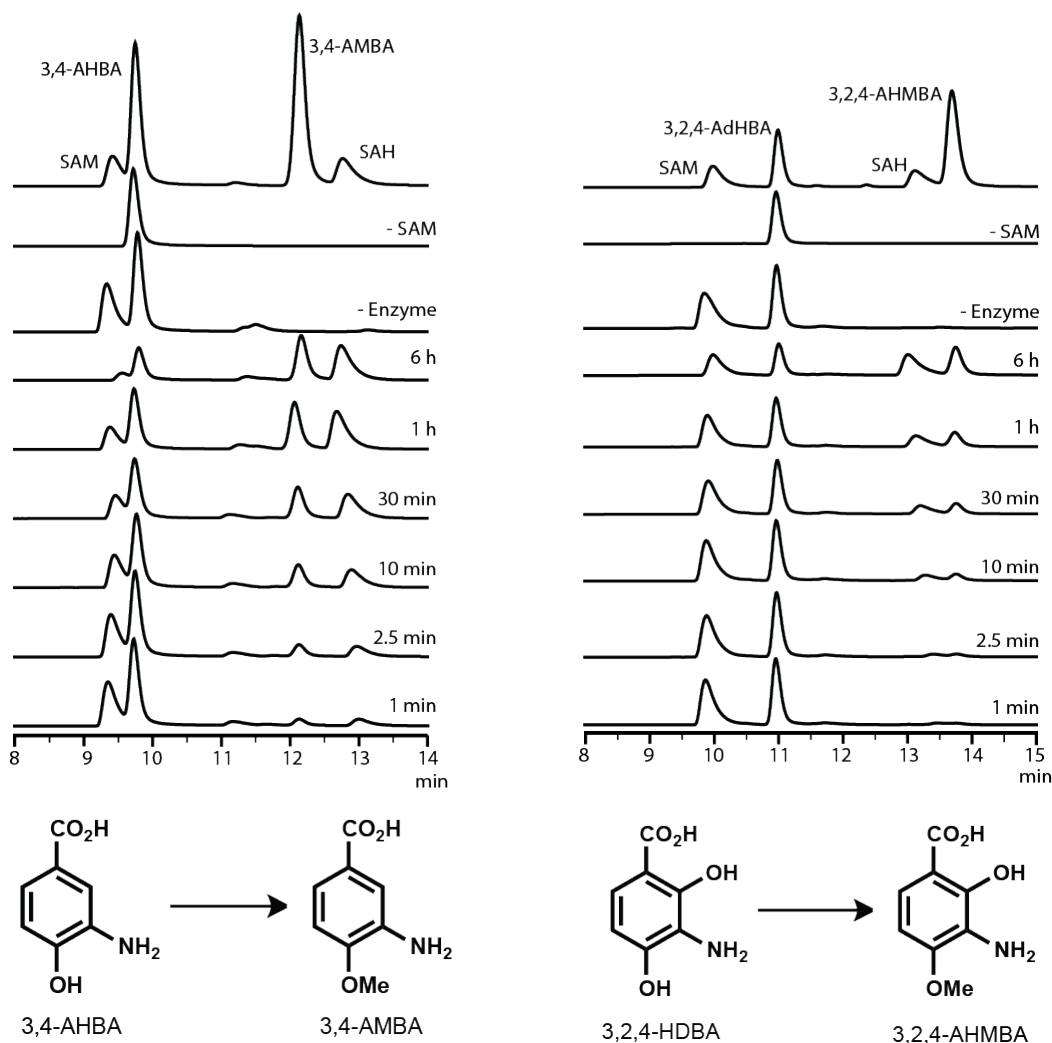 3,4-AHBA
3,4-AMBA
SAM
SAH
- SAM
- Enzyme
6 h
1 h
30 min
10 min
2.5 min
1 min
8 9 10 11 12 13 14
min
3,2,4-AHMBA
3,2,4-AdHBA
SAM
SAH
- SAM
- Enzyme
6 h
1 h
30 min
10 min
2.5 min
1 min
8 9 10 11 12 13 14 15
min
CO2H
NH2
OH
3,4-AHBA
CO2H
NH2
OMe
3,4-AMBA
CO2H
OH
NH2
OH
3,2,4-HDBA
CO2H
OH
NH2
OMe
3,2,4-AHMBA